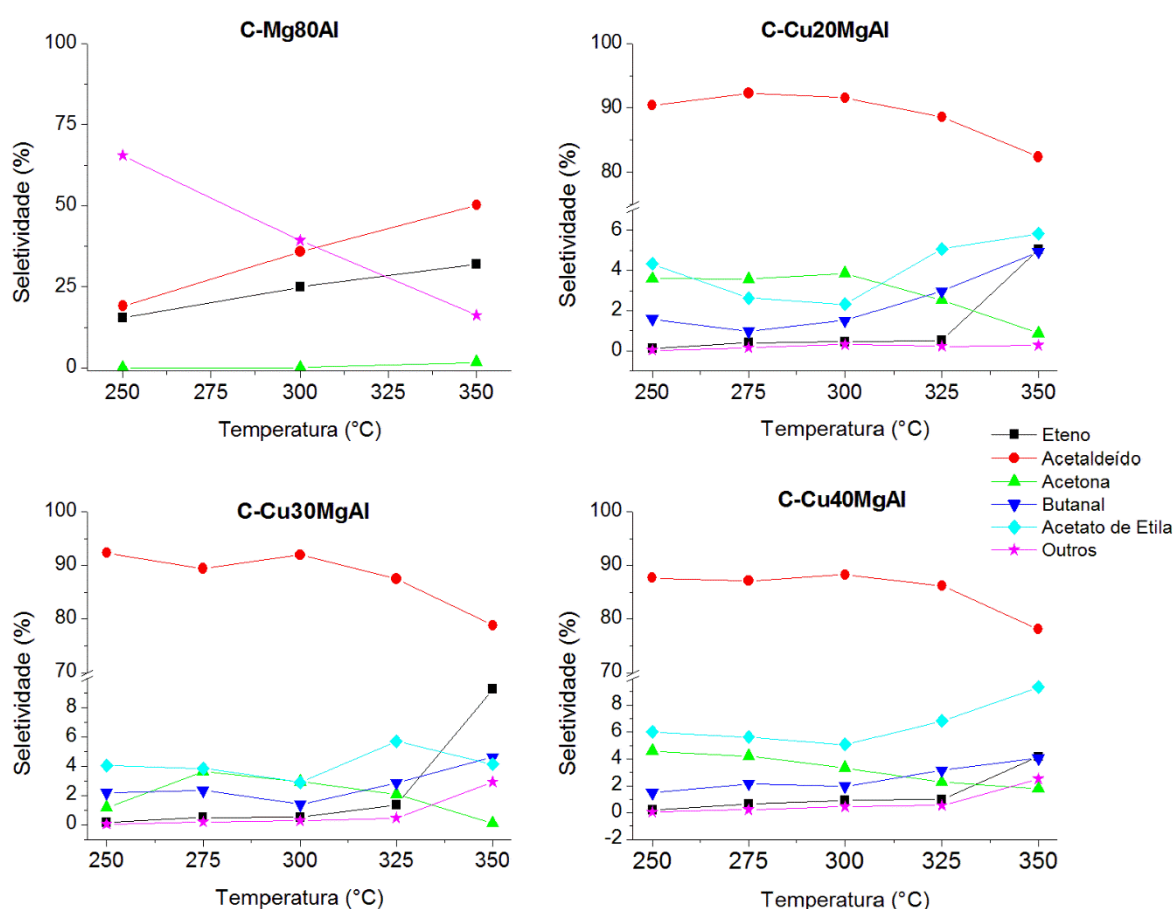 C-Mg80Al
100
75
50
25
0
Seletividade (%)
250 275 300 325 350
Temperatura (°C)
C-Cu20MgAl
100
90
80
6
4
2
0
Seletividade (%)
250 275 300 325 350
Temperatura (°C)
Eteno
Acetaldeído
Acetona
Butanal
Acetato de Etila
Outros
C-Cu30MgAl
100
90
80
70
8
6
4
2
0
Seletividade (%)
250 275 300 325 350
Temperatura (°C)
C-Cu40MgAl
100
90
80
70
8
6
4
2
0
-2
Seletividade (%)
250 275 300 325 350
Temperatura (°C)